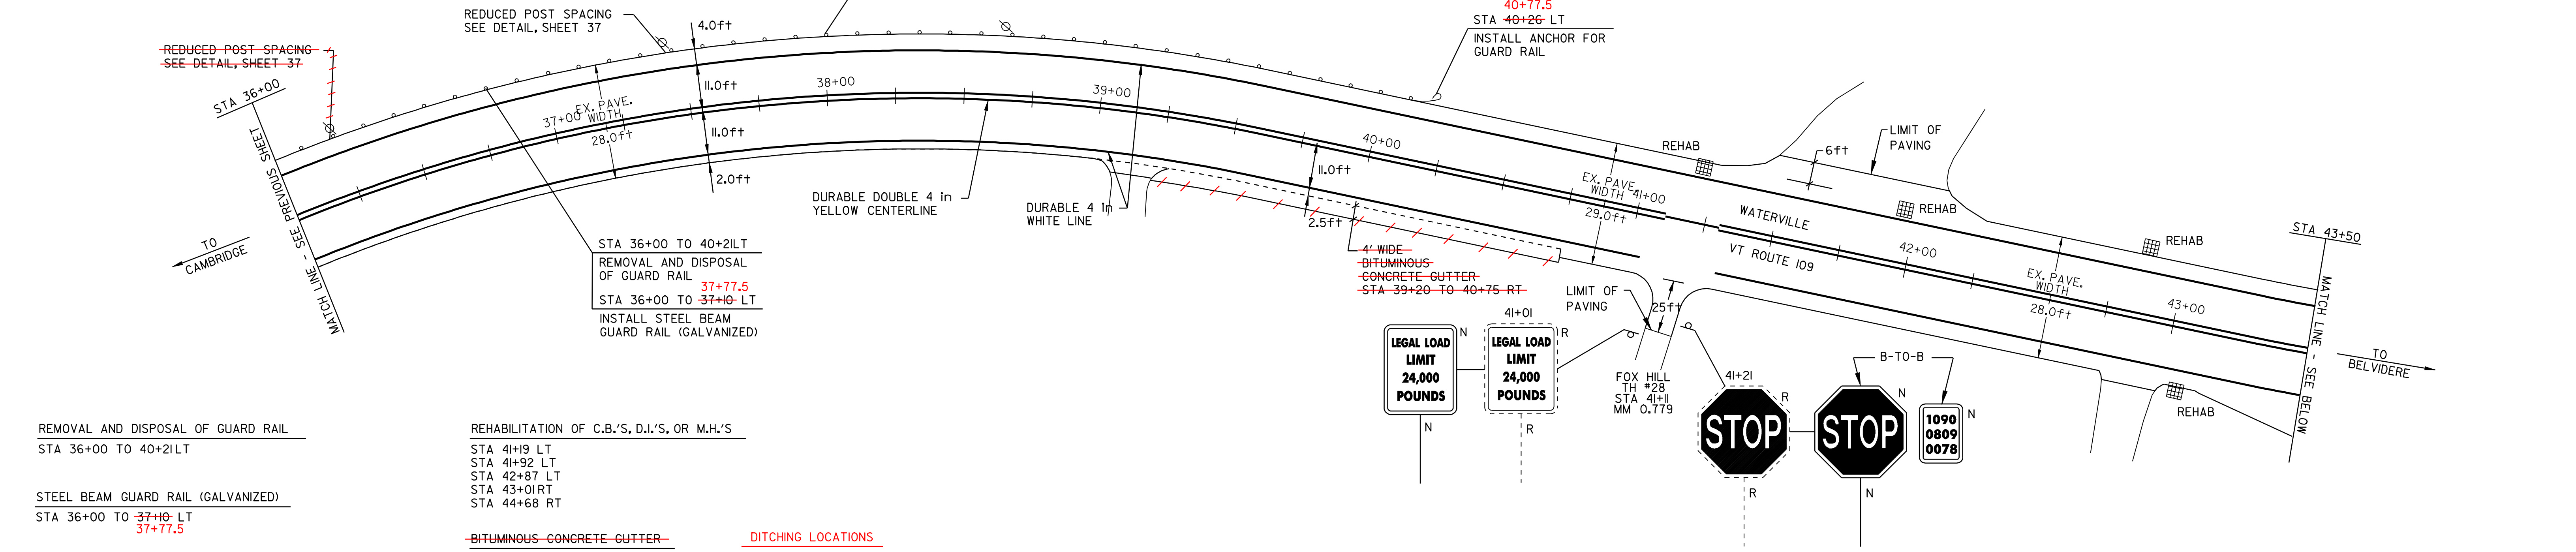 REDUCED POST SPACING
SEE DETAIL, SHEET 37
REDUCED POST SPACING
SEE DETAIL, SHEET 37
STA 36+00
MATCH LINE - SEE PREVIOUS SHEET
TO
CAMBRIDGE
4.0ft
11.0ft
11.0ft
2.0ft
37+00
EX. PAVE.
WIDTH
28.0ft
38+00
39+00
40+00
STA 36+00 TO 40+21LT
REMOVAL AND DISPOSAL
OF GUARD RAIL
37+77.5
STA 36+00 TO 37+10 LT
INSTALL STEEL BEAM
GUARD RAIL (GALVANIZED)
DURABLE DOUBLE 4 in
YELLOW CENTERLINE
DURABLE 4 in
WHITE LINE
11.0ft
2.5ft
4' WIDE
BITUMINOUS
CONCRETE GUTTER
STA 39+20 TO 40+75 RT
40+77.5
STA 40+26 LT
INSTALL ANCHOR FOR
GUARD RAIL
EX. PAVE.
WIDTH 41+00
29.0ft
REHAB
6ft
LIMIT OF
PAVING
REHAB
WATERVILLE
VT ROUTE 109
42+00
REHAB
EX. PAVE.
WIDTH
28.0ft
43+00
STA 43+50
MATCH LINE - SEE BELOW
TO
BELVIDERE
LIMIT OF
PAVING
25ft
FOX HILL
TH #28
STA 41+11
MM 0.779
LEGAL LOAD
LIMIT
24,000
POUNDS
N
N
41+01
LEGAL LOAD
LIMIT
24,000
POUNDS
R
R
41+21
STOP
R
R
B-TO-B
STOP
N
N
1090
0809
0078
N
REHAB
REMOVAL AND DISPOSAL OF GUARD RAIL
STA 36+00 TO 40+21LT
STEEL BEAM GUARD RAIL (GALVANIZED)
STA 36+00 TO 37+10 LT
37+77.5
REHABILITATION OF C.B.'S, D.I.'S, OR M.H.'S
STA 41+19 LT
STA 41+92 LT
STA 42+87 LT
STA 43+01RT
STA 44+68 RT
BITUMINOUS CONCRETE GUTTER
DITCHING LOCATIONS